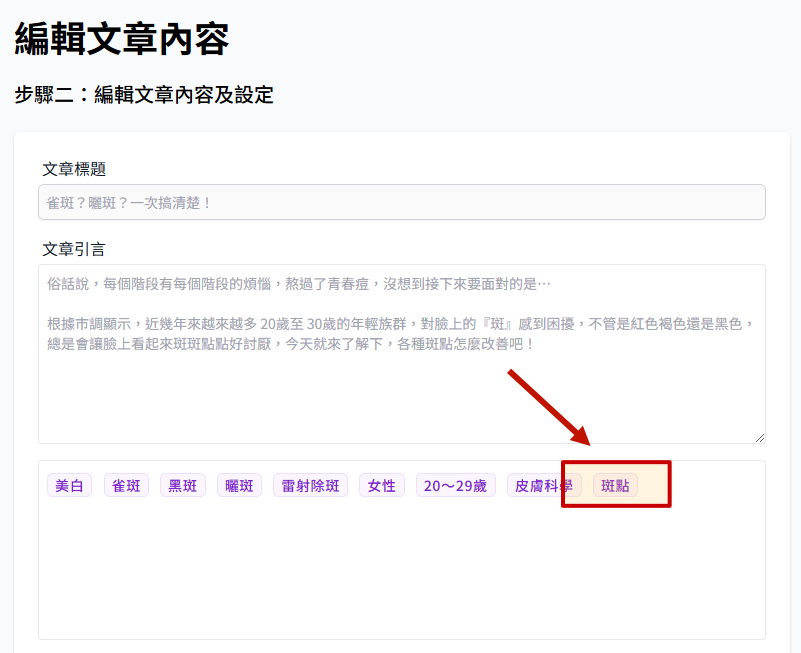 編輯文章內容
步驟二：編輯文章內容及設定
文章標題
雀斑？曬斑？一次搞清楚！
文章引言
俗話說，每個階段有每個階段的煩惱，熬過了青春痘，沒想到接下來要面對的是…
根據市調顯示，近幾年來越來越多 20歲至 30歲的年輕族群，對臉上的『斑』感到困擾，不管是紅色褐色還是黑色，
總是會讓臉上看起來斑斑點點好討厭，今天就來了解下，各種斑點怎麼改善吧！
美白 雀斑 黑斑 曬斑 雷射除斑 女性 20～29歲 皮膚科學 斑點